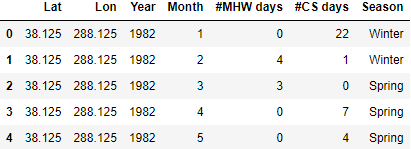 Lat Lon Year Month #MHW days #CS days Season
0 38.125 288.125 1982 1 0 22 Winter
1 38.125 288.125 1982 2 4 1 Winter
2 38.125 288.125 1982 3 3 0 Spring
3 38.125 288.125 1982 4 0 7 Spring
4 38.125 288.125 1982 5 0 4 Spring